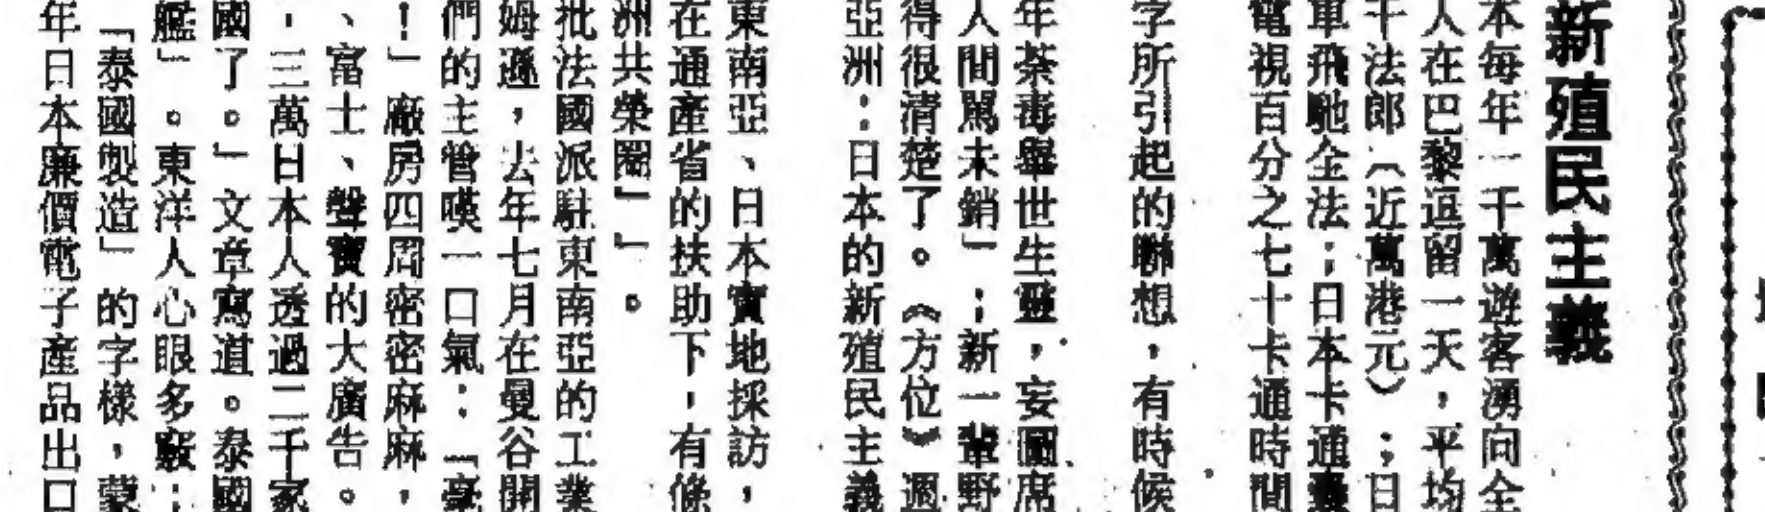 新殖民主義
本每年一千萬遊客湧向全
人在巴黎逗留一天，平均
千法郎（近萬港元）；日
車飛馳全法；日本卡通
電視百分之七十卡通時間
字所引起的聯想，有時候
年荼毒舉世生靈，妄圖席
人間罵未銷」；新一輩野
得很清楚了。《方位》週
亞洲：日本的新殖民主義
東南亞、日本實地採訪，
在通產省的扶助下，有條
洲共榮圈』」。
批法國派駐東南亞的工業
姆遜，去年七月在曼谷開
們的主管嘆一口氣：「毫
！」廠房四周密密麻麻，
、富士、聲寶的大廣告。
，三萬日本人透過二千家
國了。」文章寫道。泰國
艦」。東洋人心眼多竅；
「泰國製造」的字樣，蒙
年日本廉價電子產品出口